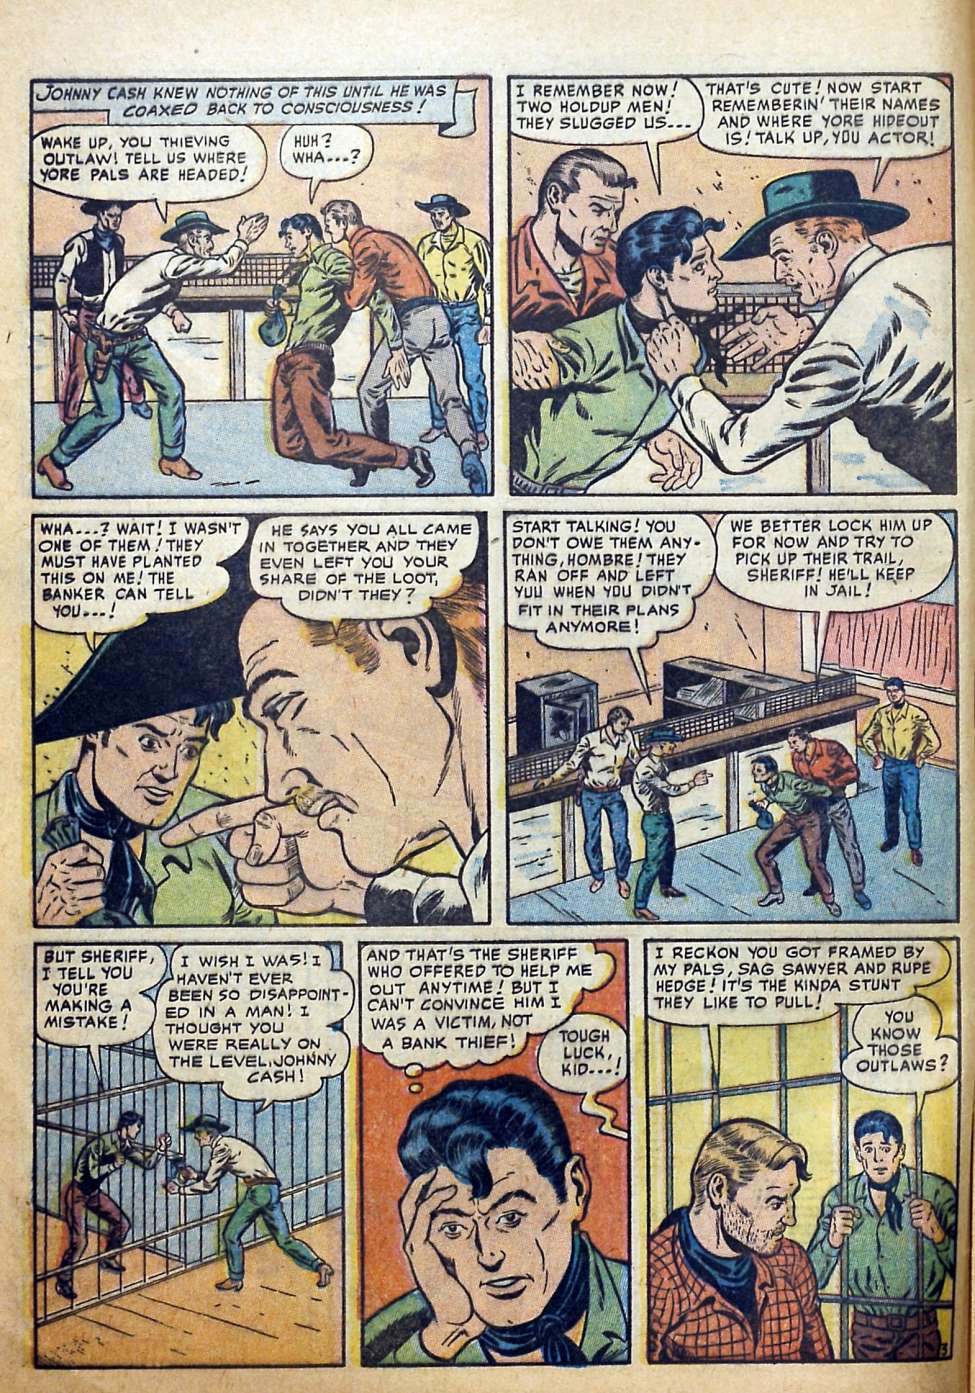 JOHNNY CASH KNEW NOTHING OF THIS UNTIL HE WAS
COAXED BACK TO CONSCIOUSNESS!
WAKE UP, YOU THIEVING
OUTLAW! TELL US WHERE
YORE PALS ARE HEADED!
HUH?
WHA---?
I REMEMBER NOW!
TWO HOLDUP MEN!
THEY SLUGGED US---
THAT'S CUTE! NOW START
REMEMBERIN' THEIR NAMES
AND WHERE YORE HIDEOUT
IS! TALK UP, YOU ACTOR!
WHA---? WAIT! I WASN'T
ONE OF THEM! THEY
MUST HAVE PLANTED
THIS ON ME! THE
BANKER CAN TELL
YOU---!
HE SAYS YOU ALL CAME
IN TOGETHER AND THEY
EVEN LEFT YOU YOUR
SHARE OF THE LOOT,
DIDN'T THEY?
START TALKING! YOU
DON'T OWE THEM ANY-
THING, HOMBRE! THEY
RAN OFF AND LEFT
YOU WHEN YOU DIDN'T
FIT IN THEIR PLANS
ANYMORE!
WE BETTER LOCK HIM UP
FOR NOW AND TRY TO
PICK UP THEIR TRAIL,
SHERIFF! HE'LL KEEP
IN JAIL!
BUT SHERIFF,
I TELL YOU
YOU'RE
MAKING A
MISTAKE!
I WISH I WAS! I
HAVEN'T EVER
BEEN SO DISAPPOINT-
ED IN A MAN! I
THOUGHT YOU
WERE REALLY ON
THE LEVEL, JOHNNY
CASH!
AND THAT'S THE SHERIFF
WHO OFFERED TO HELP ME
OUT ANYTIME! BUT I
CAN'T CONVINCE HIM I
WAS A VICTIM, NOT
A BANK THIEF!
TOUGH
LUCK,
KID---!
I RECKON YOU GOT FRAMED BY
MY PALS, SAG SAWYER AND RUPE
HEDGE! IT'S THE KINDA STUNT
THEY LIKE TO PULL!
YOU
KNOW
THOSE
OUTLAWS?
3